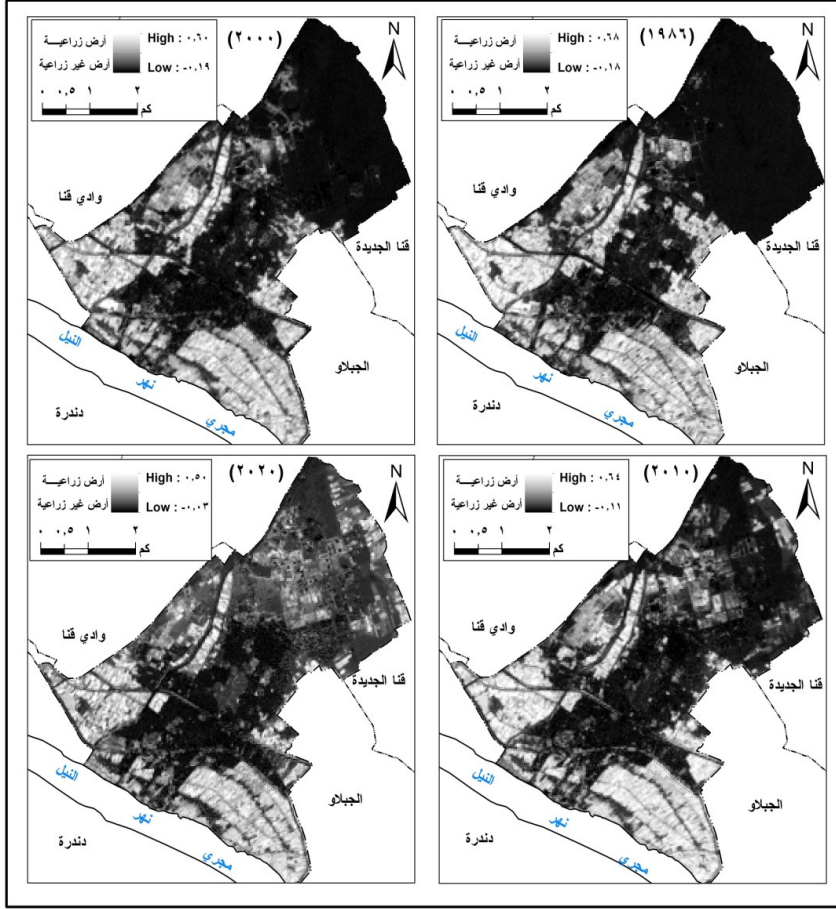 (١٩٨٦)
N
High : ٠,٦٨
أرض زراعيـــة
Low : -٠,١٨
أرض غير زراعية
٠ ٠,٥ ١ ٢
كم
وادي قنا
قنا الجديدة
الجبلاو
النيل
نهر
مجري
دندرة
(٢٠٠٠)
N
High : ٠,٦٠
أرض زراعيـــة
Low : -٠,١٩
أرض غير زراعية
٠ ٠,٥ ١ ٢
كم
وادي قنا
قنا الجديدة
الجبلاو
النيل
نهر
مجري
دندرة
(٢٠١٠)
N
High : ٠,٦٤
أرض زراعيـــة
Low : -٠,١١
أرض غير زراعية
٠ ٠,٥ ١ ٢
كم
وادي قنا
قنا الجديدة
الجبلاو
النيل
نهر
مجري
دندرة
(٢٠٢٠)
N
High : ٠,٥٠
أرض زراعيـــة
Low : -٠,٠٣
أرض غير زراعية
٠ ٠,٥ ١ ٢
كم
وادي قنا
قنا الجديدة
الجبلاو
النيل
نهر
مجري
دندرة